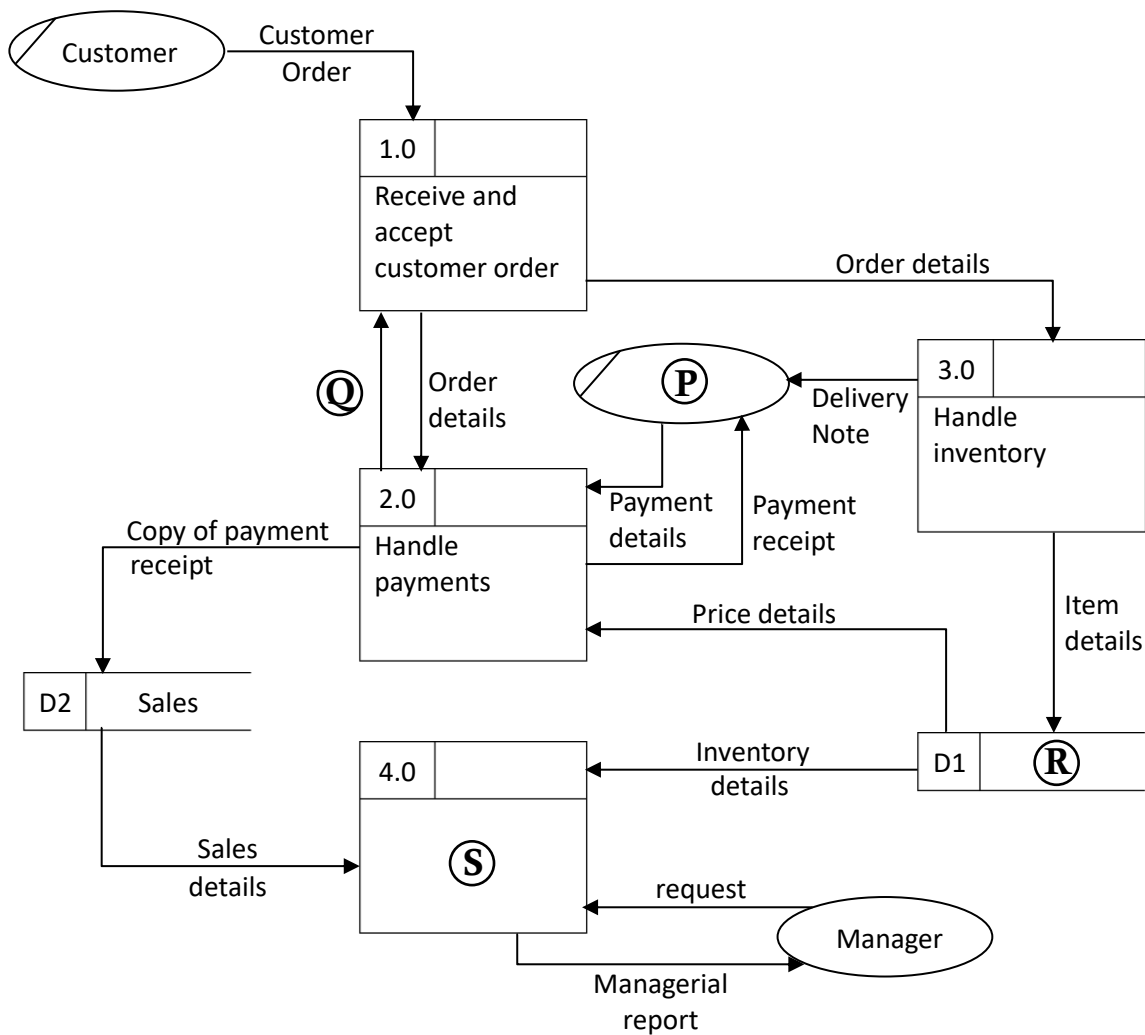 Customer
Customer
Order
1.0
Receive and
accept
customer order
Order details
Q
Order
details
P
Delivery
Note
3.0
Handle
inventory
2.0
Handle
payments
Payment
details
Payment
receipt
Copy of payment
receipt
Price details
Item
details
D2
Sales
4.0
S
Inventory
details
D1
R
Sales
details
request
Manager
Managerial
report